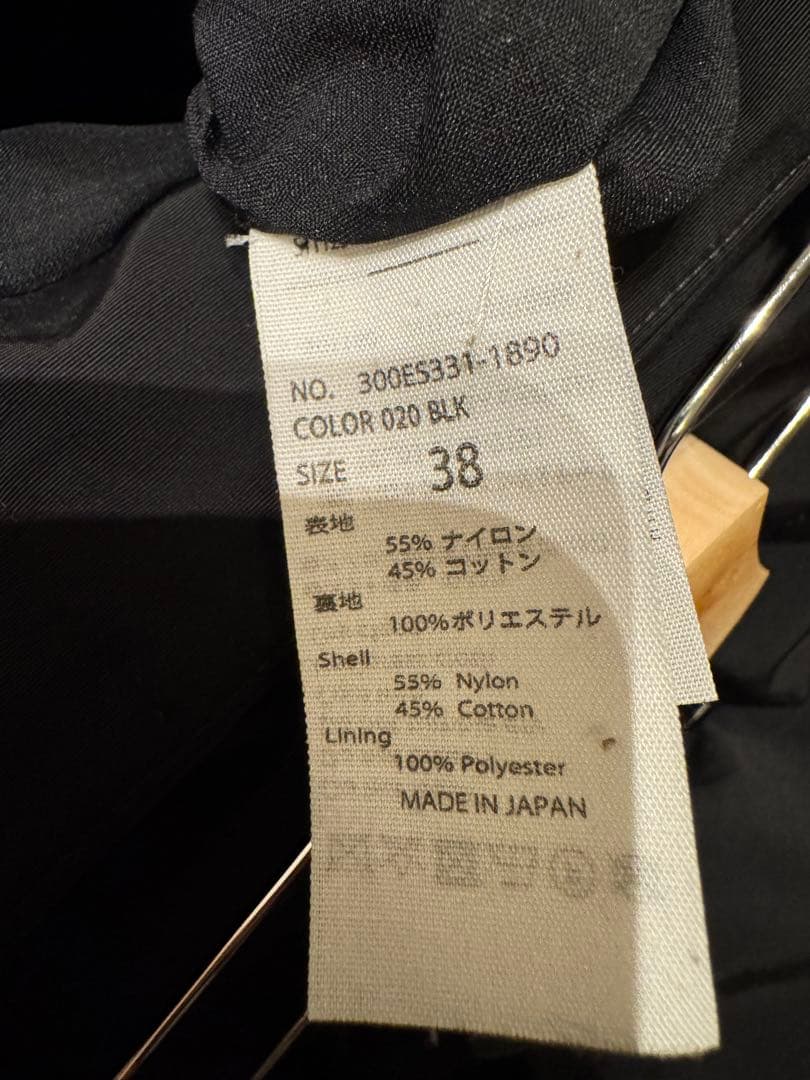 NO. 300ES331-1890
COLOR 020 BLK
SIZE 38
表地
55% ナイロン
45% コットン
裏地
100%ポリエステル
Shell
55% Nylon
45% Cotton
Lining
100% Polyester
MADE IN JAPAN